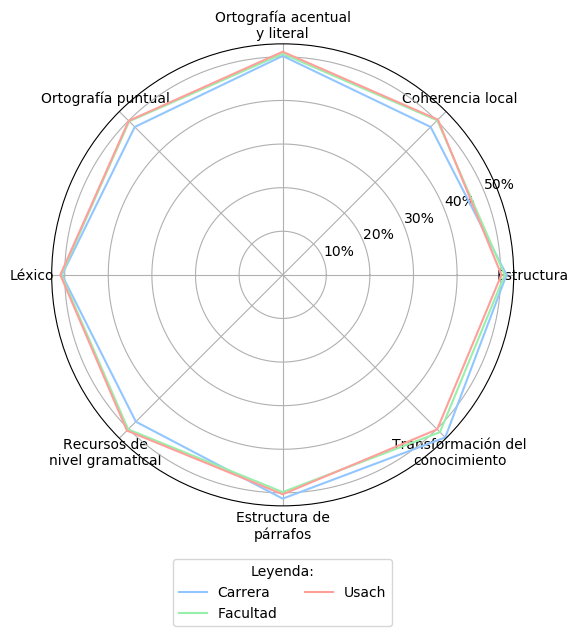 Ortografía acentual
y literal
Ortografía puntual
Coherencia local
50%
40%
30%
20%
10%
Léxico
Estructura
Recursos de
nivel gramatical
Transformación del
conocimiento
Estructura de
párrafos
Leyenda:
Carrera
Usach
Facultad